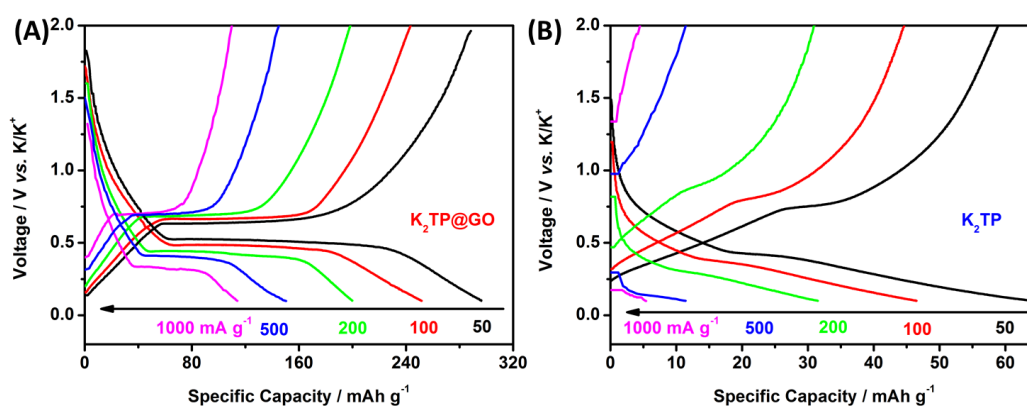 (A)
2.0
1.5
1.0
0.5
0.0
Voltage / V vs. K/K⁺
K₂TP@GO
1000 mA g⁻¹ 500 200 100 50
0 80 160 240 320
Specific Capacity / mAh g⁻¹
(B)
2.0
1.5
1.0
0.5
0.0
Voltage / V vs. K/K⁺
K₂TP
1000 mA g⁻¹ 500 200 100 50
0 10 20 30 40 50 60
Specific Capacity / mAh g⁻¹